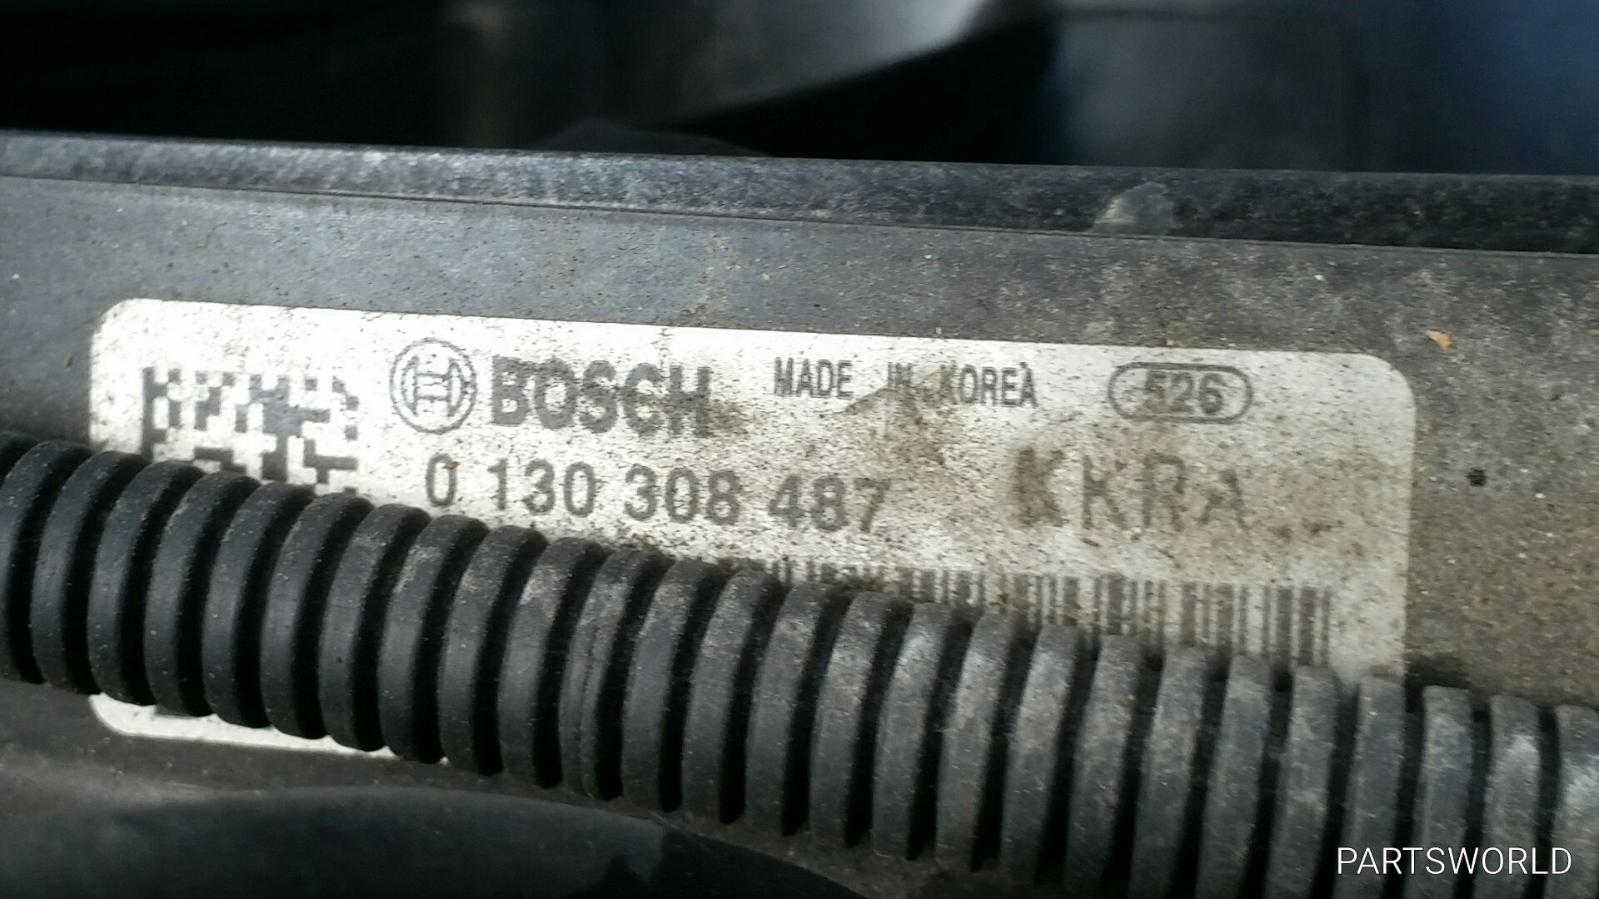 BOSCH MADE IN KOREA 526
0 130 308 487 KKRA
PARTSWORLD